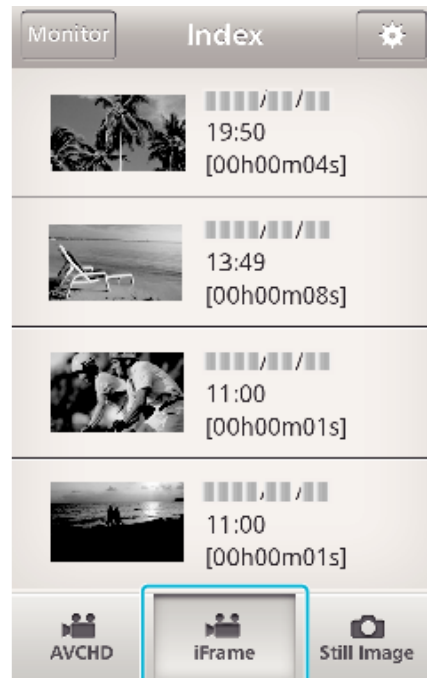 Monitor Index
19:50
[00h00m04s]
13:49
[00h00m08s]
11:00
[00h00m01s]
11:00
[00h00m01s]
AVCHD iFrame Still Image